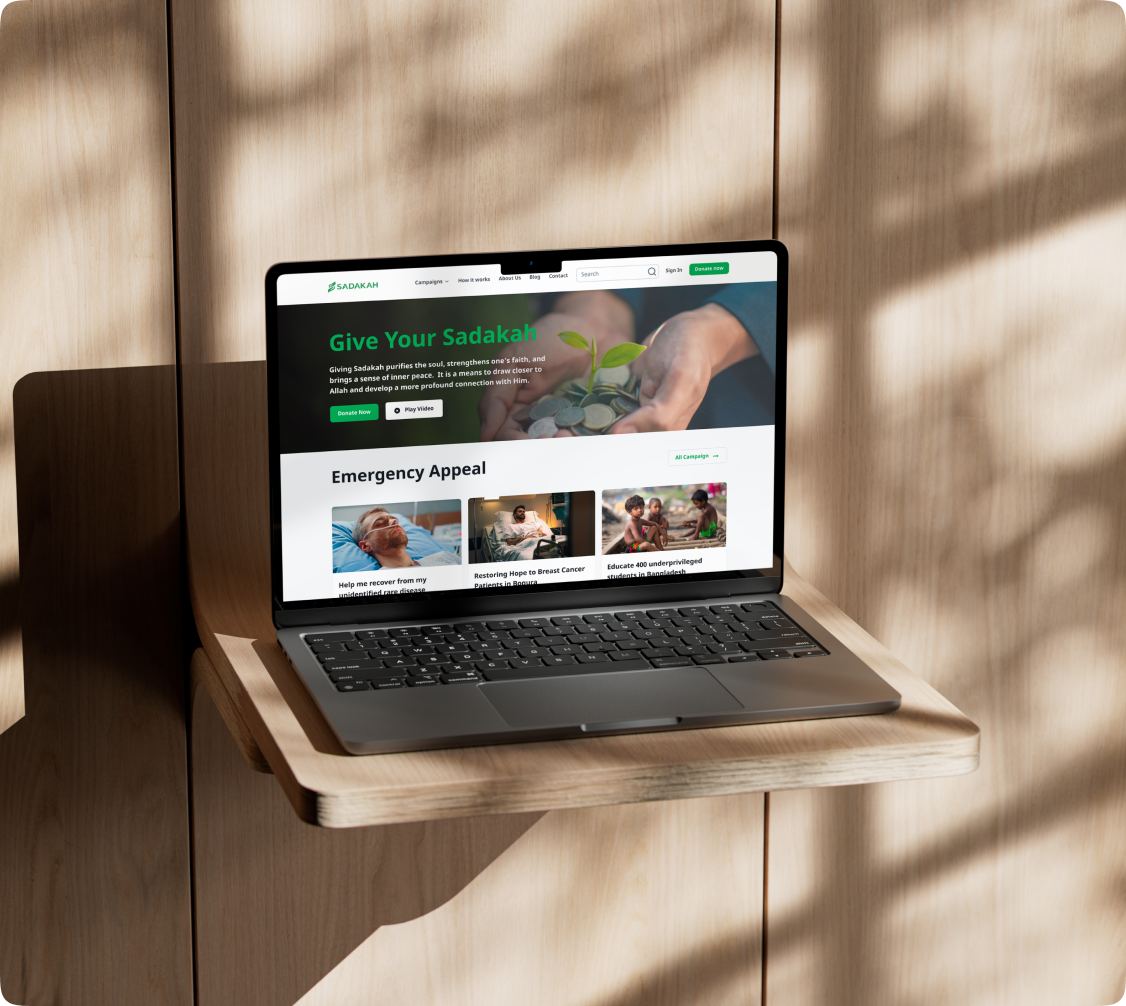 SADAKAH
Campaigns
How it works
About Us
Blog
Contact
Search
Sign In
Donate now
Give Your Sadakah
Giving Sadakah purifies the soul, strengthens one's faith, and
brings a sense of inner peace. It is a means to draw closer to
Allah and develop a more profound connection with Him.
Donate Now
Play Viideo
Emergency Appeal
All Campaign
Help me recover from my
unidentified rare disease
Restoring Hope to Breast Cancer
Patients in Bogura
Educate 400 underprivileged
students in Bangladesh